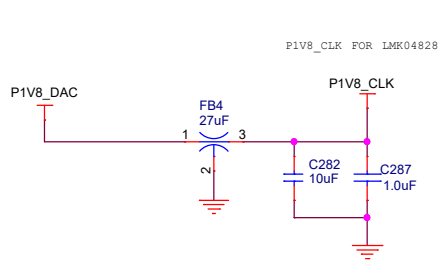 P1V8_CLK FOR LMK04828
P1V8_DAC
P1V8_CLK
FB4
27uF
1
3
2
C282
10uF
C287
1.0uF